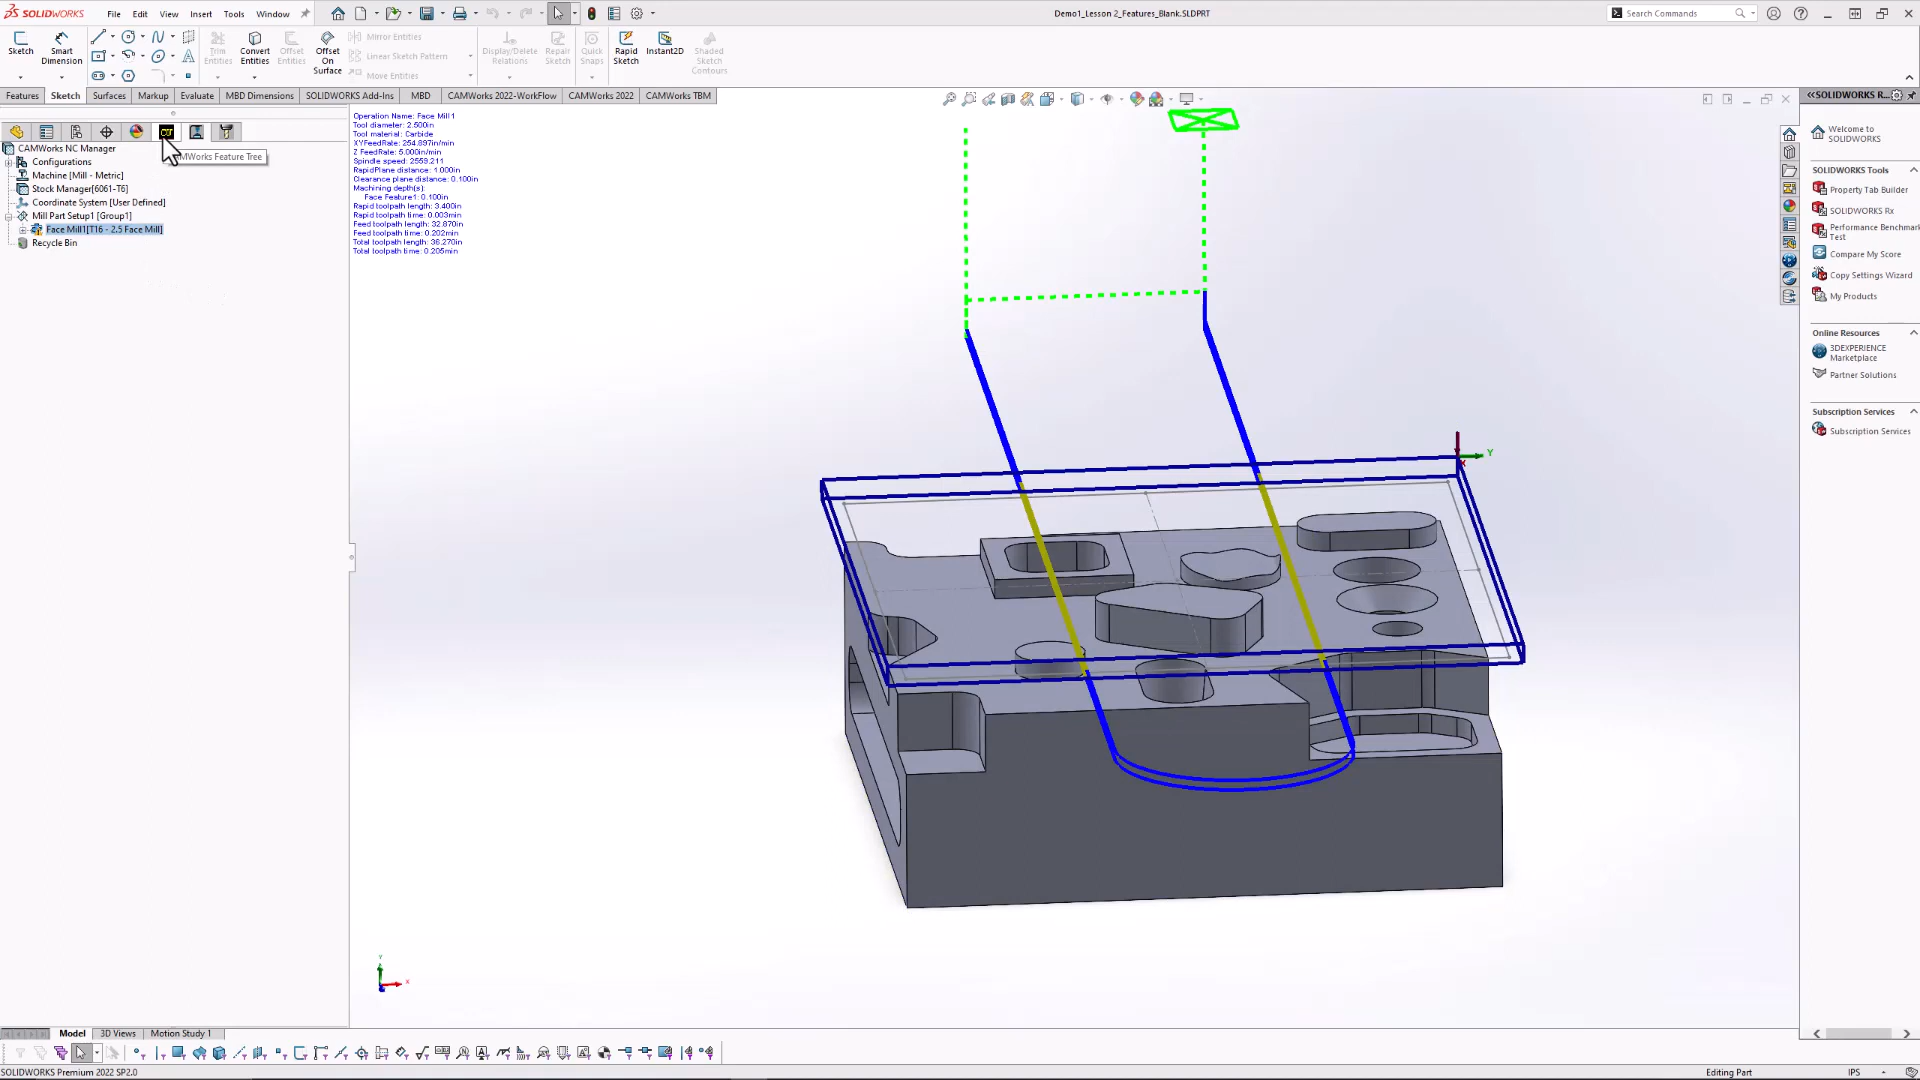 SOLIDWORKS File Edit View Insert Tools Window
Demo1_Lesson 2_Features_Blank.SLDPRT
Search Commands
Sketch
Smart Dimension
Trim Entities
Convert Entities
Offset Entities
Offset On Surface
Mirror Entities
Linear Sketch Pattern
Move Entities
Display/Delete Relations
Repair Sketch
Quick Snaps
Rapid Sketch
Instant2D
Shaded Sketch Contours
Features Sketch Surfaces Markup Evaluate MBD Dimensions SOLIDWORKS Add-Ins MBD CAMWorks 2022-WorkFlow CAMWorks 2022 CAMWorks TBM
CAMWorks NC Manager
AMWorks Feature Tree
Configurations
Machine [Mill - Metric]
Stock Manager[6061-T6]
Coordinate System [User Defined]
Mill Part Setup1 [Group1]
Face Mill1[T16 - 2.5 Face Mill]
Recycle Bin
Operation Name: Face Mill1
Tool diameter: 2.500in
Tool material: Carbide
XYFeedRate: 254.897in/min
Z FeedRate: 5.000in/min
Spindle speed: 2559.211
RapidPlane distance: 1.000in
Clearance plane distance: 0.100in
Machining depth(s):
Face Feature1: 0.100in
Rapid toolpath length: 3.400in
Rapid toolpath time: 0.003min
Feed toolpath length: 32.870in
Feed toolpath time: 0.202min
Total toolpath length: 36.270in
Total toolpath time: 0.205min
Y
X
Y
X
SOLIDWORKS R...
Welcome to
SOLIDWORKS
SOLIDWORKS Tools
Property Tab Builder
SOLIDWORKS Rx
Performance Benchmark
Test
Compare My Score
Copy Settings Wizard
My Products
Online Resources
3DEXPERIENCE
Marketplace
Partner Solutions
Subscription Services
Subscription Services
Model 3D Views Motion Study 1
SOLIDWORKS Premium 2022 SP2.0
Editing Part
IPS